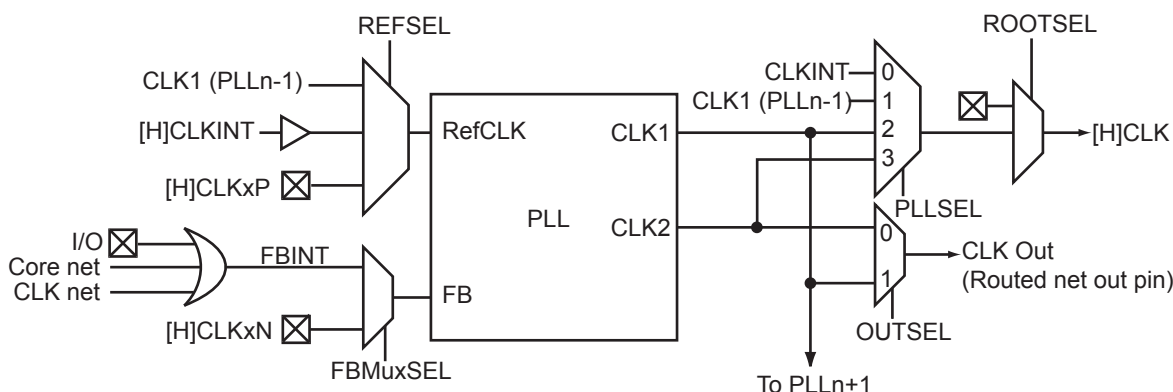 REFSEL
ROOTSEL
CLK1 (PLLn-1)
[H]CLKINT
[H]CLKxP
RefCLK
PLL
CLK1
CLK2
CLKINT
CLK1 (PLLn-1)
0
1
2
3
PLLSEL
[H]CLK
I/O
Core net
CLK net
FBINT
FB
[H]CLKxN
FBMuxSEL
0
1
CLK Out
(Routed net out pin)
OUTSEL
To PLLn+1